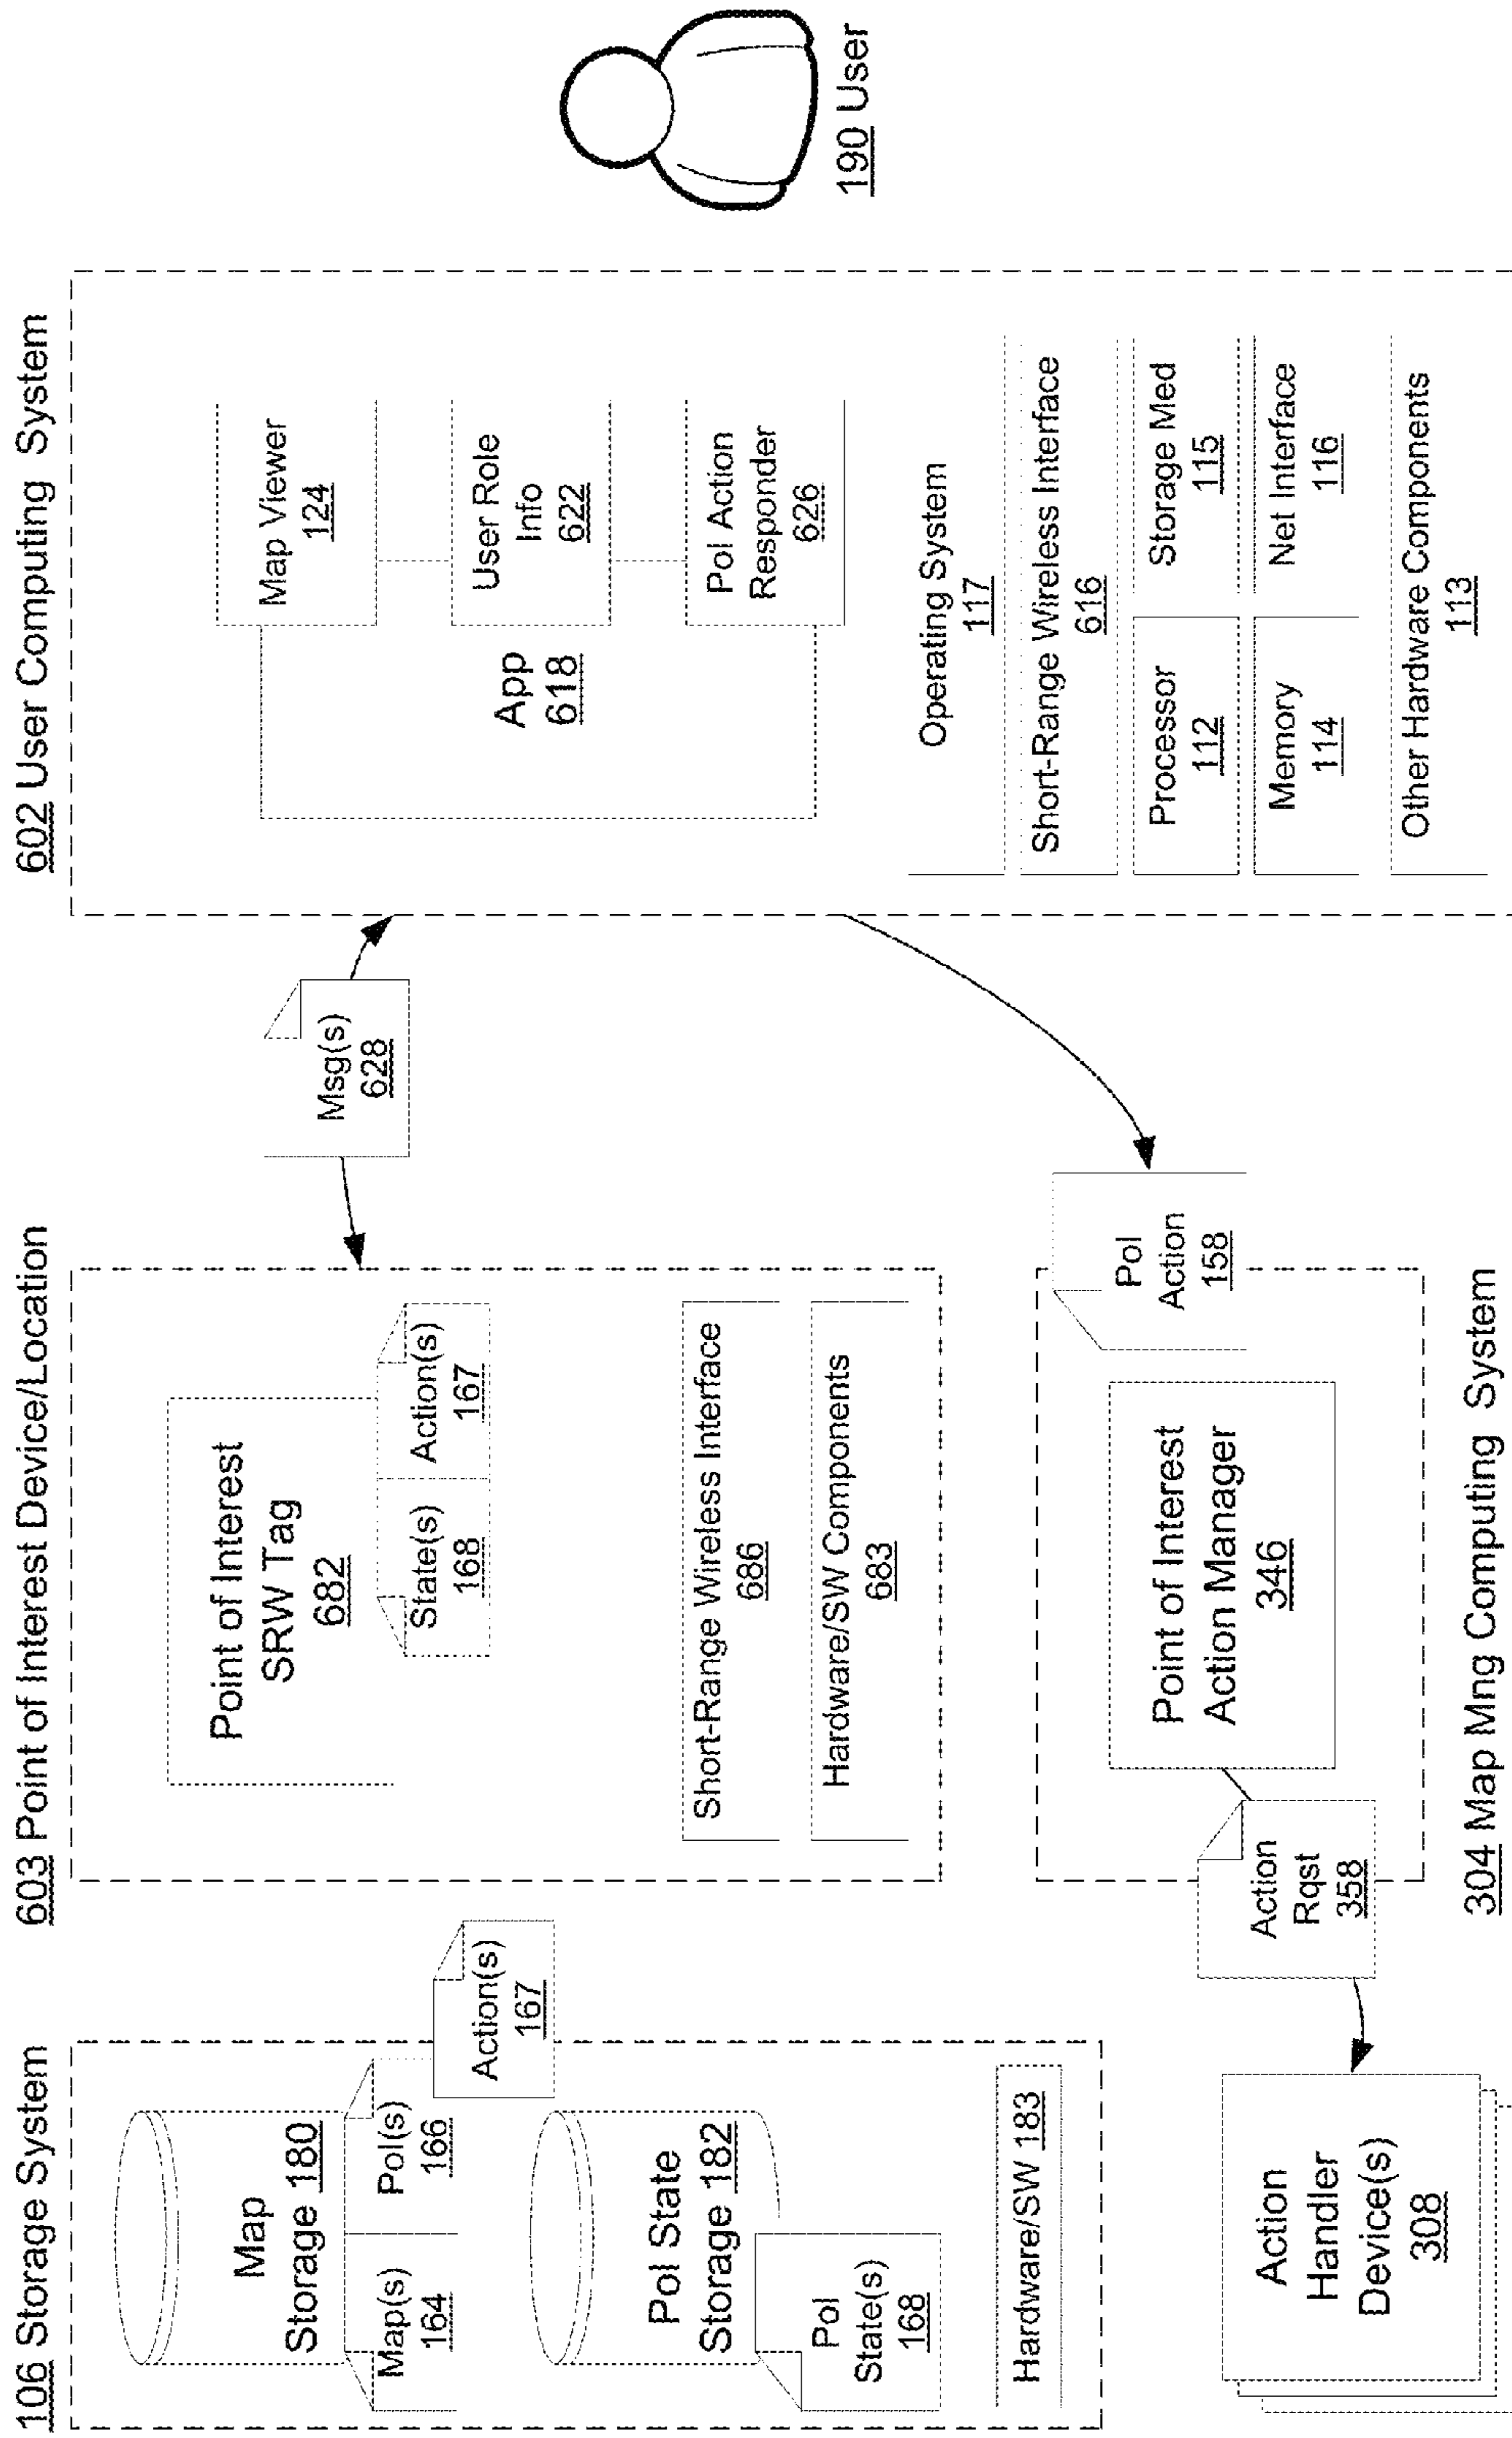 106 Storage System
Map
Storage 180
Map(s)
164
PoI(s)
166
Action(s)
167
PoI State
Storage 182
PoI
State(s)
168
Hardware/SW 183
Action
Handler
Device(s)
308
603 Point of Interest Device/Location
Point of Interest
SRW Tag
682
State(s)
168
Action(s)
167
Short-Range Wireless Interface
686
Hardware/SW Components
683
Msg(s)
628
304 Map Mng Computing System
Point of Interest
Action Manager
346
PoI
Action
158
Action
Rqst
358
602 User Computing System
App
618
Map Viewer
124
User Role
Info
622
PoI Action
Responder
626
Operating System
117
Short-Range Wireless Interface
616
Processor
112
Storage Med
115
Memory
114
Net Interface
116
Other Hardware Components
113
190 User